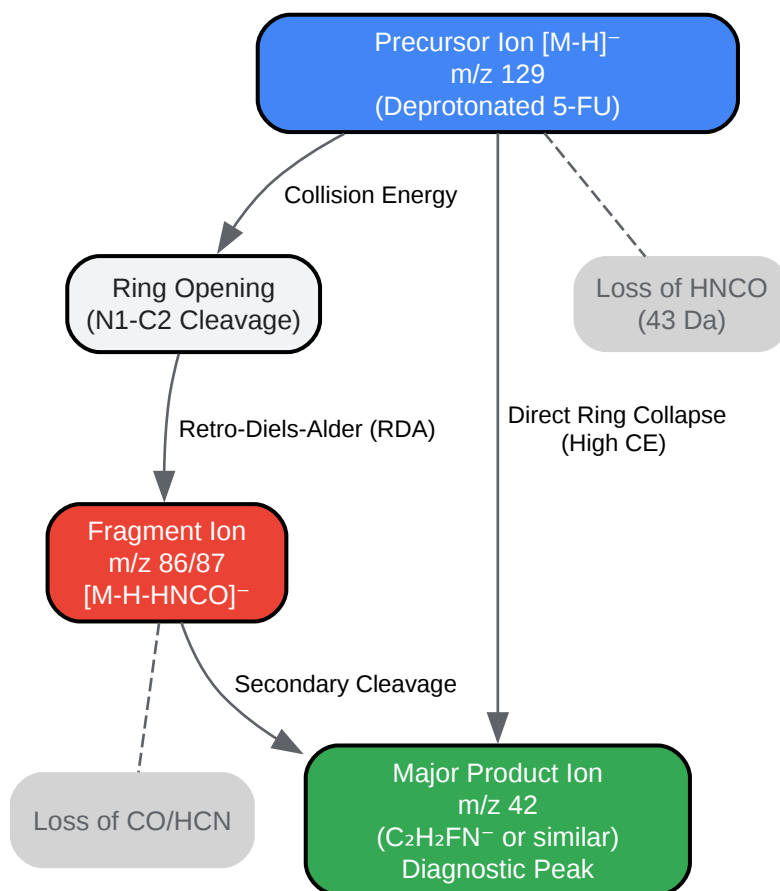 Precursor Ion [M-H]⁻
m/z 129
(Deprotonated 5-FU)
Collision Energy
Ring Opening
(N1-C2 Cleavage)
Loss of HNCO
(43 Da)
Retro-Diels-Alder (RDA)
Direct Ring Collapse
(High CE)
Fragment Ion
m/z 86/87
[M-H-HNCO]⁻
Secondary Cleavage
Loss of CO/HCN
Major Product Ion
m/z 42
(C₂H₂FN⁻ or similar)
Diagnostic Peak